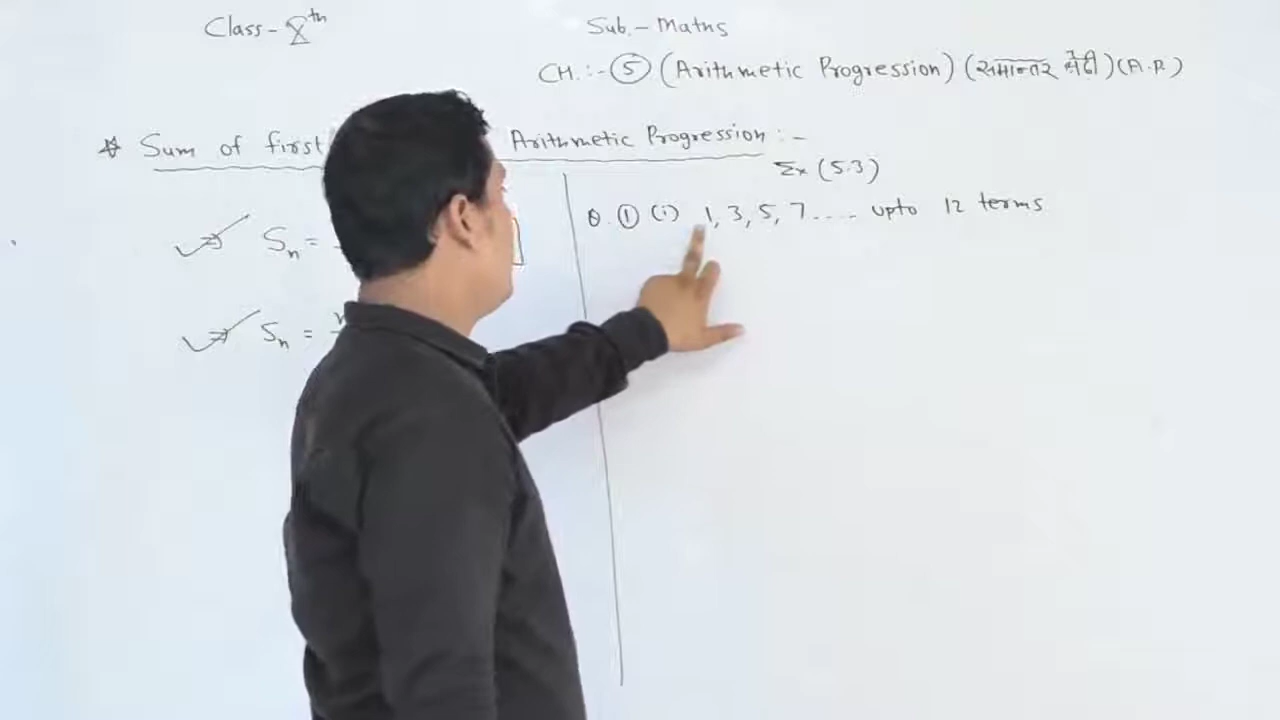 Class - Xth
Sub. - Maths
CH. :- 5 (Arithmetic Progression) (समान्तर श्रेढी) (A.P.)
☆ Sum of first Arithmetic Progression :-
Ex (5.3)
Sn =
Sn =
Q. 1 (i) 1, 3, 5, 7 .... upto 12 terms